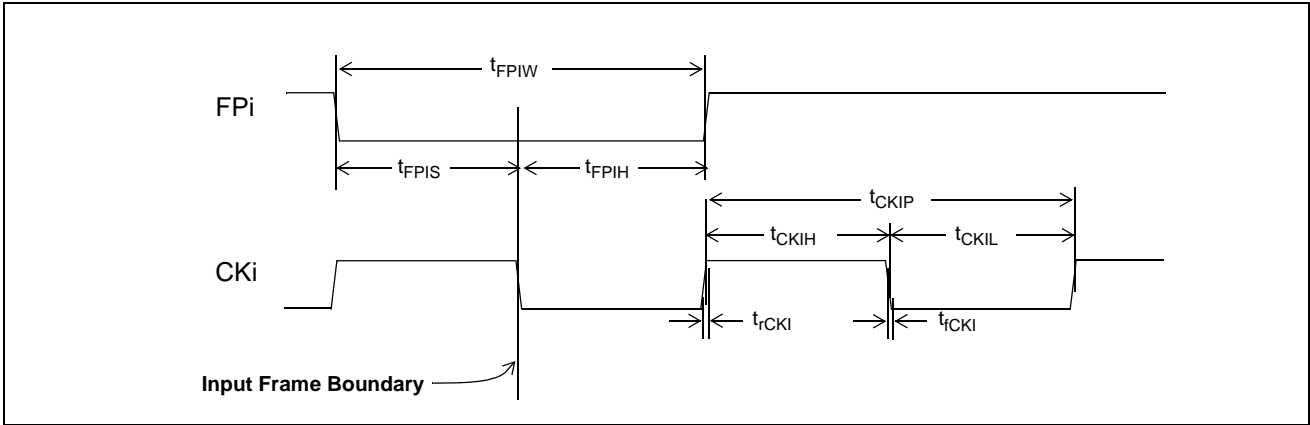 tFPIW
FPi
tFPIS
tFPIH
tCKIP
tCKIH
tCKIL
CKi
trCKI
tfCKI
Input Frame Boundary